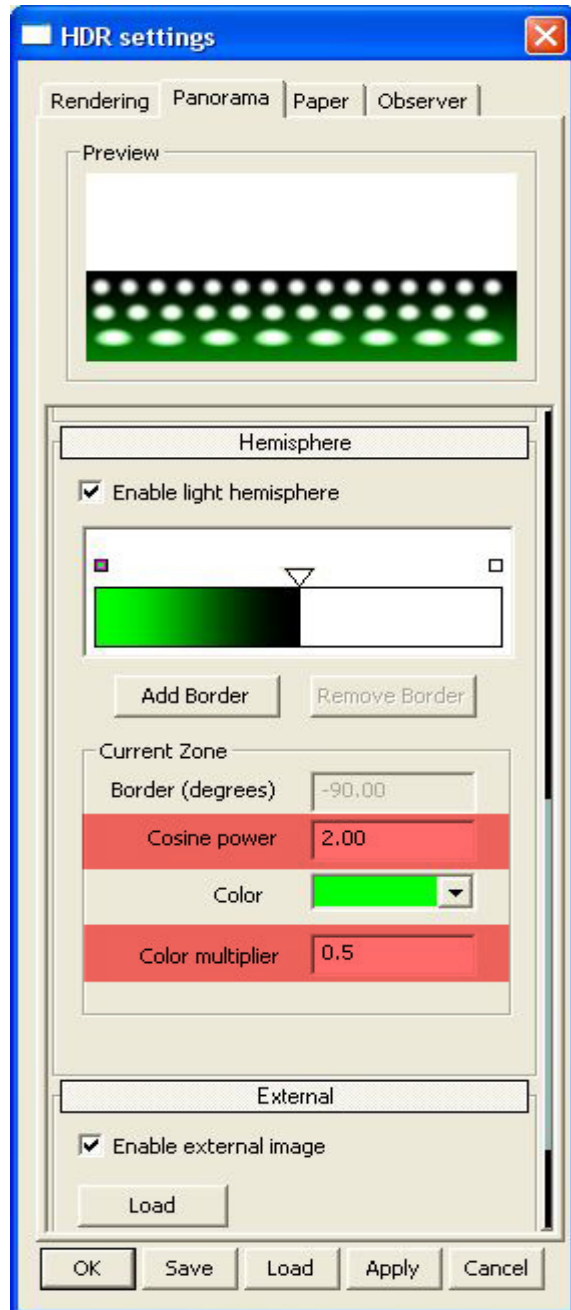 HDR settings
Rendering Panorama Paper Observer
Preview
Hemisphere
Enable light hemisphere
Add Border Remove Border
Current Zone
Border (degrees) -90.00
Cosine power 2.00
Color
Color multiplier 0.5
External
Enable external image
Load
OK Save Load Apply Cancel